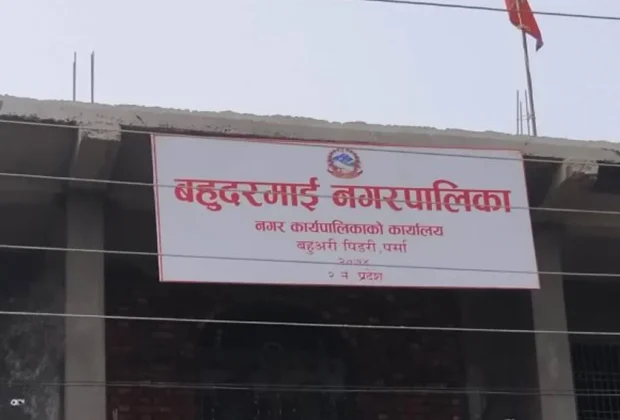 बहुदरमाई नगरपालिका
नगर कार्यपालिकाको कार्यालय
बहुअरी पिडरी, पर्सा
२ नं प्रदेश